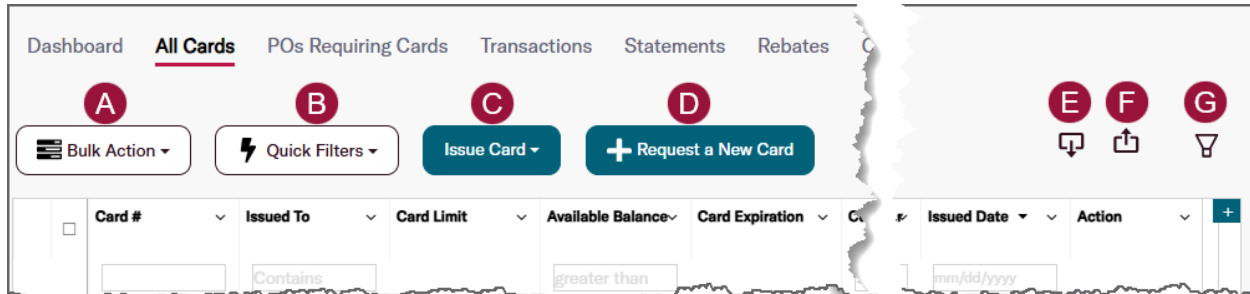 Dashboard All Cards POs Requiring Cards Transactions Statements Rebates
A B C D E F G
Bulk Action Quick Filters Issue Card + Request a New Card
Card # Issued To Card Limit Available Balance Card Expiration Issued Date Action +
Contains greater than mm/dd/yyyy